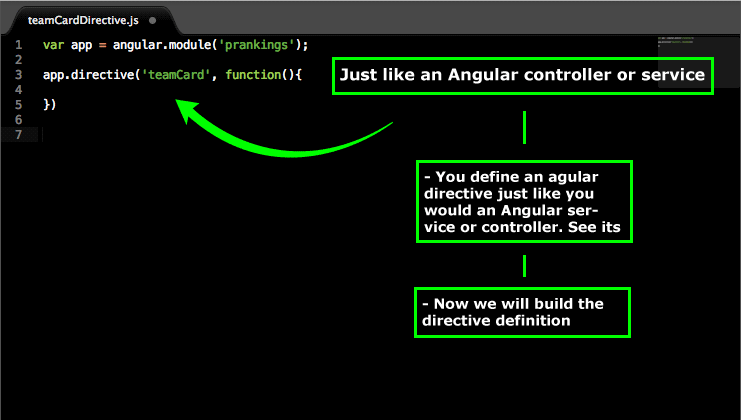 teamCardDirective.js
1 var app = angular.module('prankings');
2
3 app.directive('teamCard', function(){
4
5 })
6
7
Just like an Angular controller or service
- You define an agular
directive just like you
would an Angular ser-
vice or controller. See its
- Now we will build the
directive definition